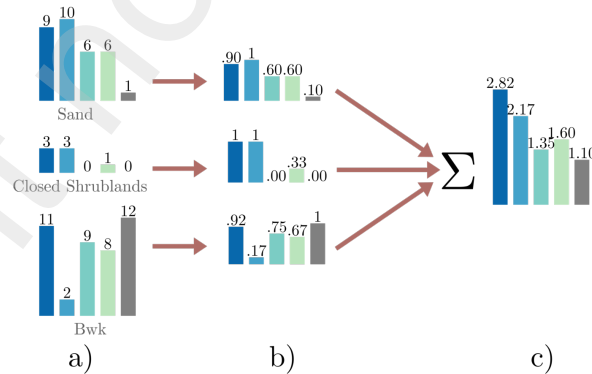 9 10 6 6 1
Sand
3 3 0 1 0
Closed Shrublands
11 2 9 8 12
Bwk
a)
.90 1 .60 .60 .10
1 1 .00 .33 .00
.92 .17 .75 .67 1
b)
∑
2.82 2.17 1.35 1.60 1.10
c)